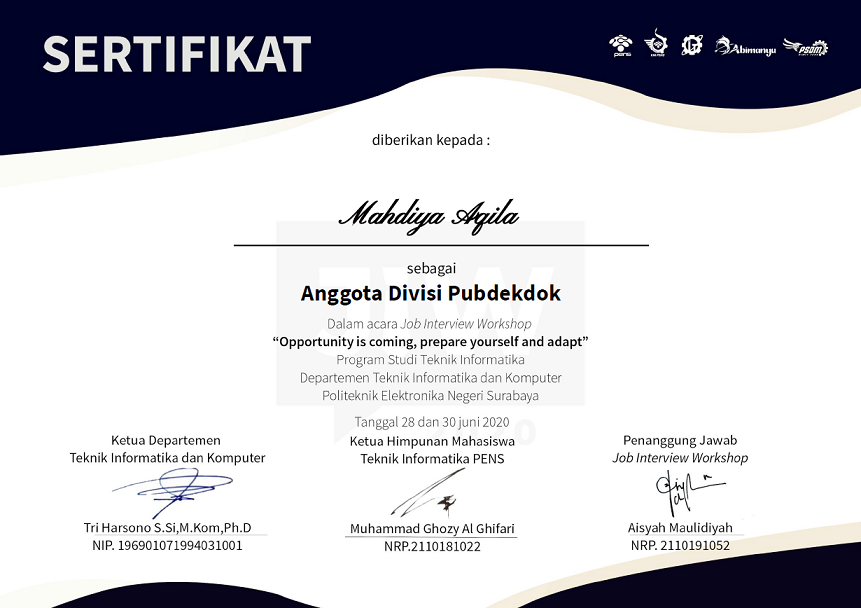 SERTIFIKAT
pens
Abimanyu
PSDM
diberikan kepada :
Mahdiya Aqila
sebagai
Anggota Divisi Pubdekdok
Dalam acara Job Interview Workshop
“Opportunity is coming, prepare yourself and adapt”
Program Studi Teknik Informatika
Departemen Teknik Informatika dan Komputer
Politeknik Elektronika Negeri Surabaya
Tanggal 28 dan 30 juni 2020
Ketua Departemen
Teknik Informatika dan Komputer
Tri Harsono S.Si,M.Kom,Ph.D
NIP. 196901071994031001
Ketua Himpunan Mahasiswa
Teknik Informatika PENS
Muhammad Ghozy Al Ghifari
NRP.2110181022
Penanggung Jawab
Job Interview Workshop
Aisyah Maulidiyah
NRP. 2110191052